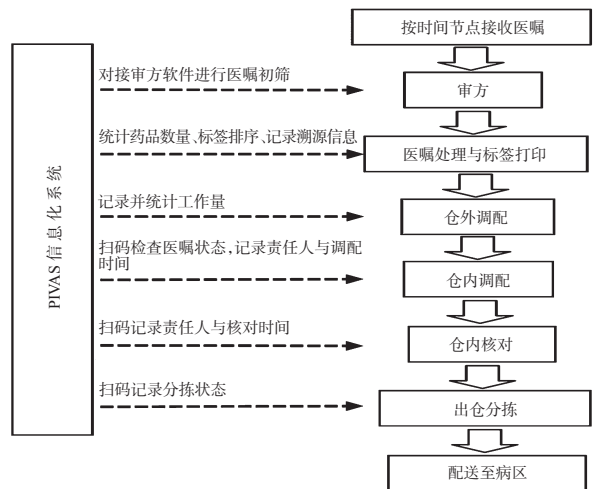 按时间节点接收医嘱
对接审方软件进行医嘱初筛
审方
统计药品数量、标签排序、记录溯源信息
医嘱处理与标签打印
记录并统计工作量
仓外调配
扫码检查医嘱状态,记录责任人与调配
时间
仓内调配
扫码记录责任人与核对时间
仓内核对
扫码记录分拣状态
出仓分拣
配送至病区
PIVAS 信息化系统